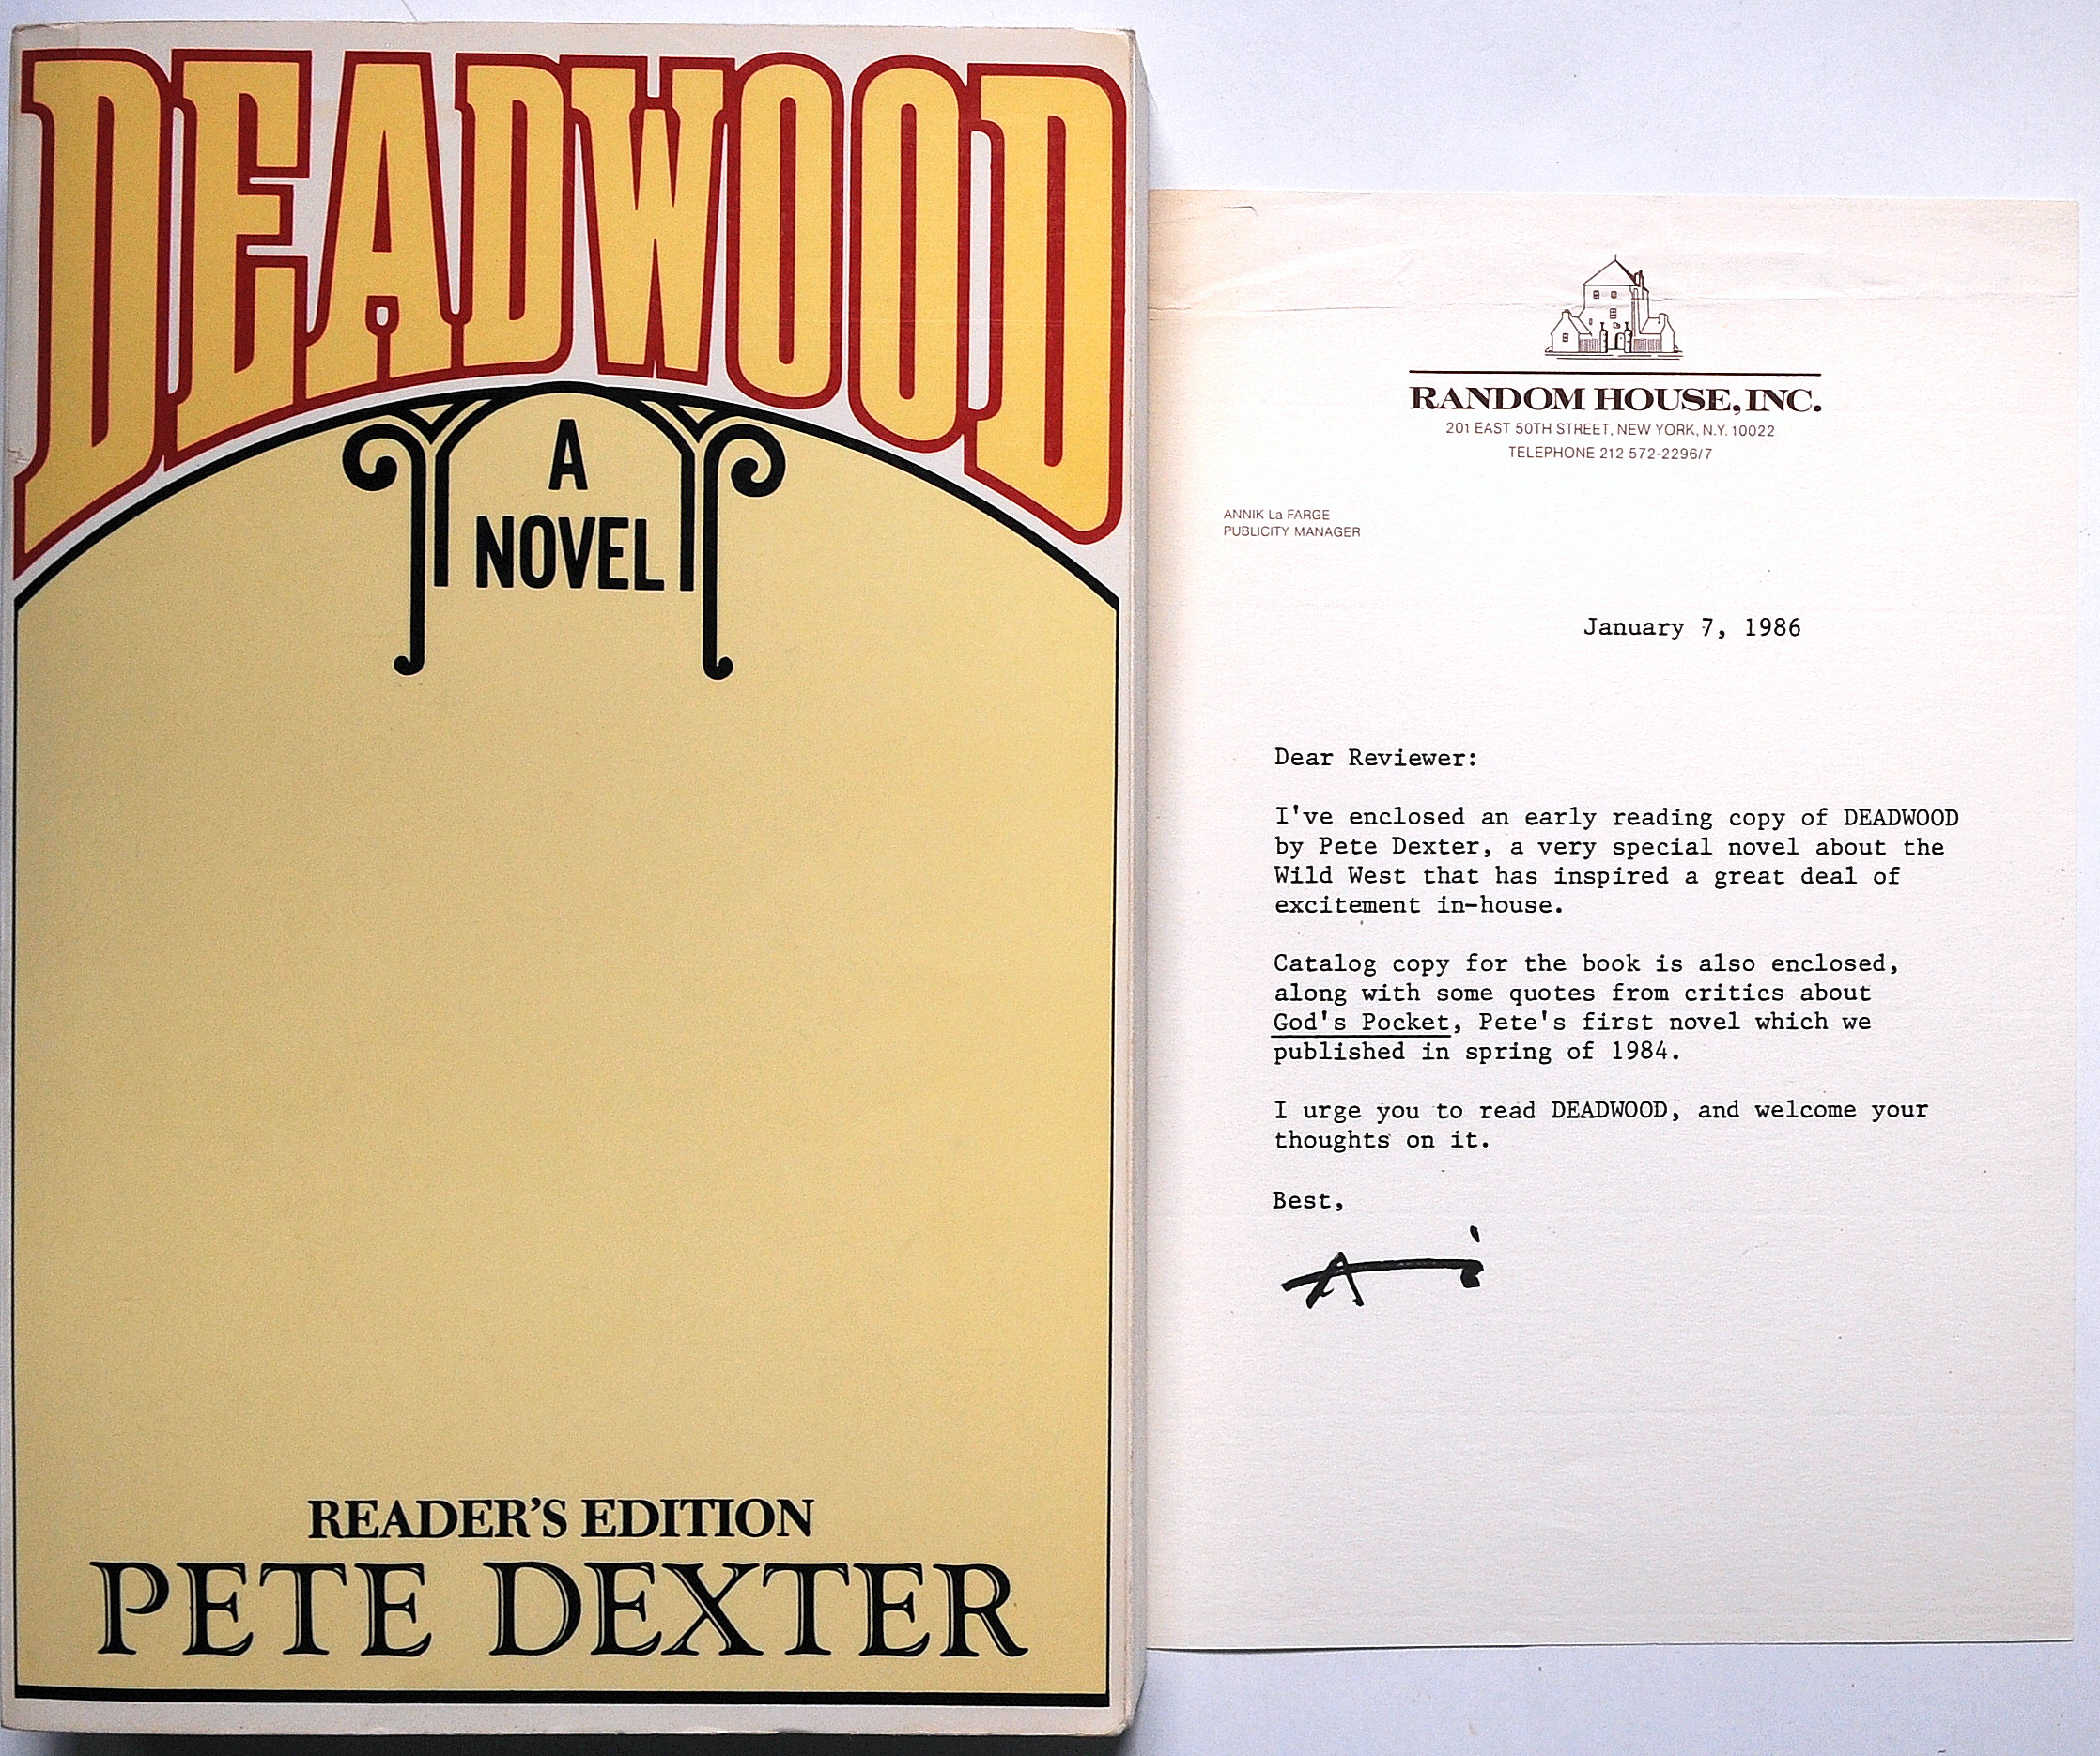 DEADWOOD
A
NOVEL
READER'S EDITION
PETE DEXTER
RANDOM HOUSE, INC.
201 EAST 50TH STREET, NEW YORK, N.Y. 10022
TELEPHONE 212 572-2296/7
ANNIK La FARGE
PUBLICITY MANAGER
January 7, 1986
Dear Reviewer:
I've enclosed an early reading copy of DEADWOOD
by Pete Dexter, a very special novel about the
Wild West that has inspired a great deal of
excitement in-house.
Catalog copy for the book is also enclosed,
along with some quotes from critics about
God's Pocket, Pete's first novel which we
published in spring of 1984.
I urge you to read DEADWOOD, and welcome your
thoughts on it.
Best,